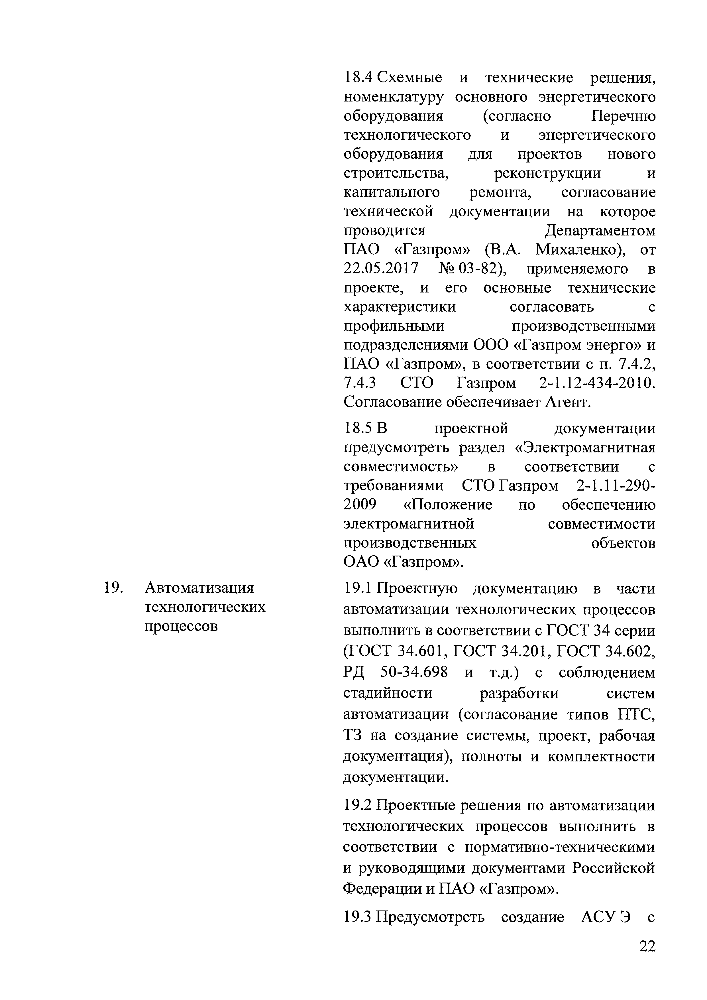 18.4 Схемные и технические решения,
номенклатуру основного энергетического
оборудования (согласно Перечню
технологического и энергетического
оборудования для проектов нового
строительства, реконструкции и
капитального ремонта, согласование
технической документации на которое
проводится Департаментом
ПАО «Газпром» (В.А. Михаленко), от
22.05.2017 № 03-82), применяемого в
проекте, и его основные технические
характеристики согласовать с
профильными производственными
подразделениями ООО «Газпром энерго» и
ПАО «Газпром», в соответствии с п. 7.4.2,
7.4.3 СТО Газпром 2-1.12-434-2010.
Согласование обеспечивает Агент.
18.5 В проектной документации
предусмотреть раздел «Электромагнитная
совместимость» в соответствии с
требованиями СТО Газпром 2-1.11-290-
2009 «Положение по обеспечению
электромагнитной совместимости
производственных объектов
ОАО «Газпром».
19. Автоматизация
технологических
процессов
19.1 Проектную документацию в части
автоматизации технологических процессов
выполнить в соответствии с ГОСТ 34 серии
(ГОСТ 34.601, ГОСТ 34.201, ГОСТ 34.602,
РД 50-34.698 и т.д.) с соблюдением
стадийности разработки систем
автоматизации (согласование типов ПТС,
ТЗ на создание системы, проект, рабочая
документация), полноты и комплектности
документации.
19.2 Проектные решения по автоматизации
технологических процессов выполнить в
соответствии с нормативно-техническими
и руководящими документами Российской
Федерации и ПАО «Газпром».
19.3 Предусмотреть создание АСУ Э с
22